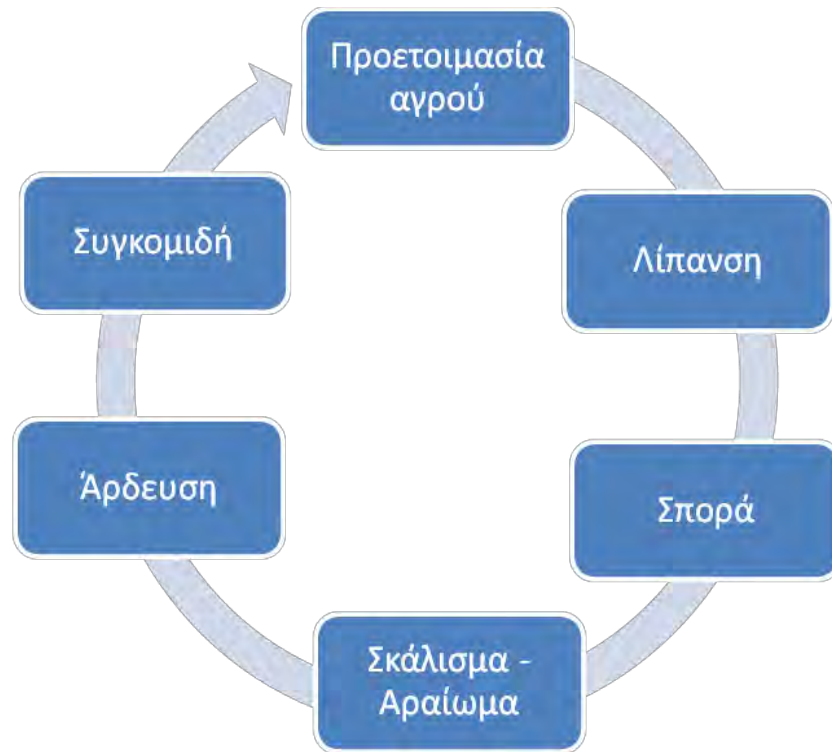 Προετοιμασία
αγρού
Λίπανση
Σπορά
Σκάλισμα -
Αραίωμα
Άρδευση
Συγκομιδή